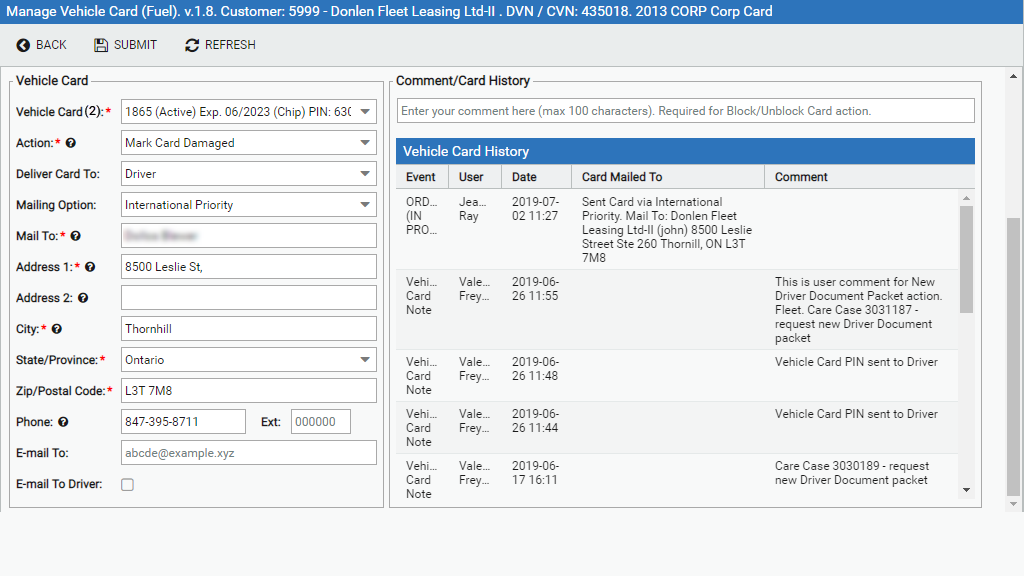 Manage Vehicle Card (Fuel). v.1.8. Customer: 5999 - Donlen Fleet Leasing Ltd-II . DVN / CVN: 435018. 2013 CORP Corp Card
BACK SUBMIT REFRESH
Vehicle Card
Vehicle Card(2):* 1865 (Active) Exp. 06/2023 (Chip) PIN: 630
Action:* Mark Card Damaged
Deliver Card To: Driver
Mailing Option: International Priority
Mail To:*
Address 1:* 8500 Leslie St,
Address 2:
City:* Thornhill
State/Province:* Ontario
Zip/Postal Code:* L3T 7M8
Phone: 847-395-8711 Ext: 000000
E-mail To: abcde@example.xyz
E-mail To Driver:
Comment/Card History
Enter your comment here (max 100 characters). Required for Block/Unblock Card action.
Vehicle Card History
Event User Date Card Mailed To Comment
ORD... Jea... 2019-07- Sent Card via International
(IN Ray 02 11:27 Priority. Mail To: Donlen Fleet
PRO... Leasing Ltd-II (john) 8500 Leslie
Street Ste 260 Thornill, ON L3T
7M8
Vehi... Vale... 2019-06- This is user comment for New
Card Frey... 26 11:55 Driver Document Packet action.
Note Fleet. Care Case 3031187 -
request new Driver Document
packet
Vehi... Vale... 2019-06- Vehicle Card PIN sent to Driver
Card Frey... 26 11:48
Note
Vehi... Vale... 2019-06- Vehicle Card PIN sent to Driver
Card Frey... 26 11:44
Note
Vehi... Vale... 2019-06- Care Case 3030189 - request
Card Frey... 17 16:11 new Driver Document packet
Note